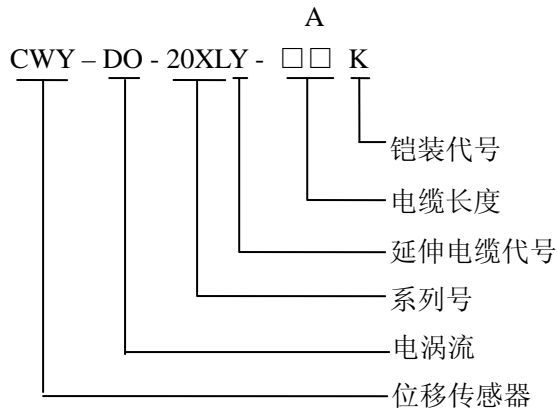 A
CWY – DO - 20XLY - □□ K
铠装代号
电缆长度
延伸电缆代号
系列号
电涡流
位移传感器